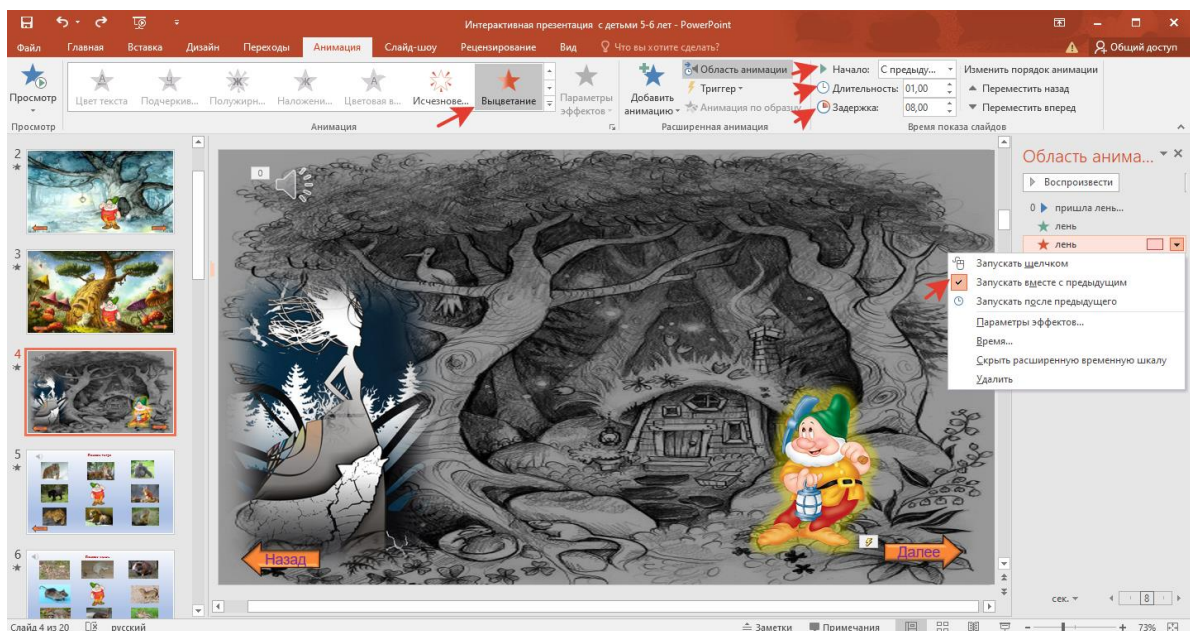 Интерактивная презентация с детьми 5-6 лет - PowerPoint
Файл Главная Вставка Дизайн Переходы Анимация Слайд-шоу Рецензирование Вид Что вы хотите сделать? Общий доступ
Просмотр
Цвет текста Подчеркив... Полужирн... Наложени... Цветовая в... Исчезнове... Выцветание
Параметры эффектов
Добавить анимацию
Область анимации
Триггер
Анимация по образцу
Начало: С предыду...
Длительность: 01,00
Задержка: 08,00
Изменить порядок анимации
Переместить назад
Переместить вперед
Просмотр Анимация Расширенная анимация Время показа слайдов
2
3
4
5
6
0
Назад
Далее
Область анима...
Воспроизвести
0 пришла лень...
лень
лень
Запускать щелчком
Запускать вместе с предыдущим
Запускать после предыдущего
Параметры эффектов...
Время...
Скрыть расширенную временную шкалу
Удалить
сек. 8
Слайд 4 из 20 русский Заметки Примечания 73%